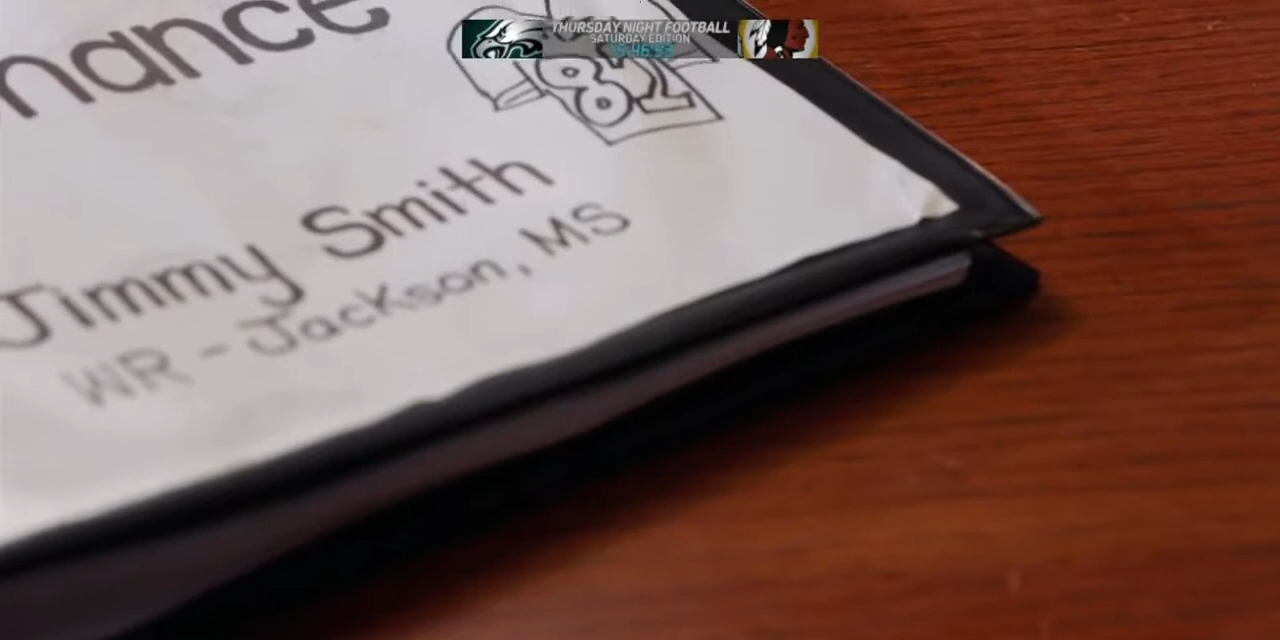 THURSDAY NIGHT FOOTBALL
SATURDAY EDITION
nance
82
Jimmy Smith
WR - Jackson, MS